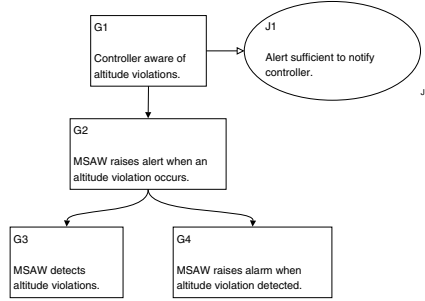 G1
Controller aware of
altitude violations.
J1
Alert sufficient to notify
controller.
J
G2
MSAW raises alert when an
altitude violation occurs.
G3
MSAW detects
altitude violations.
G4
MSAW raises alarm when
altitude violation detected.